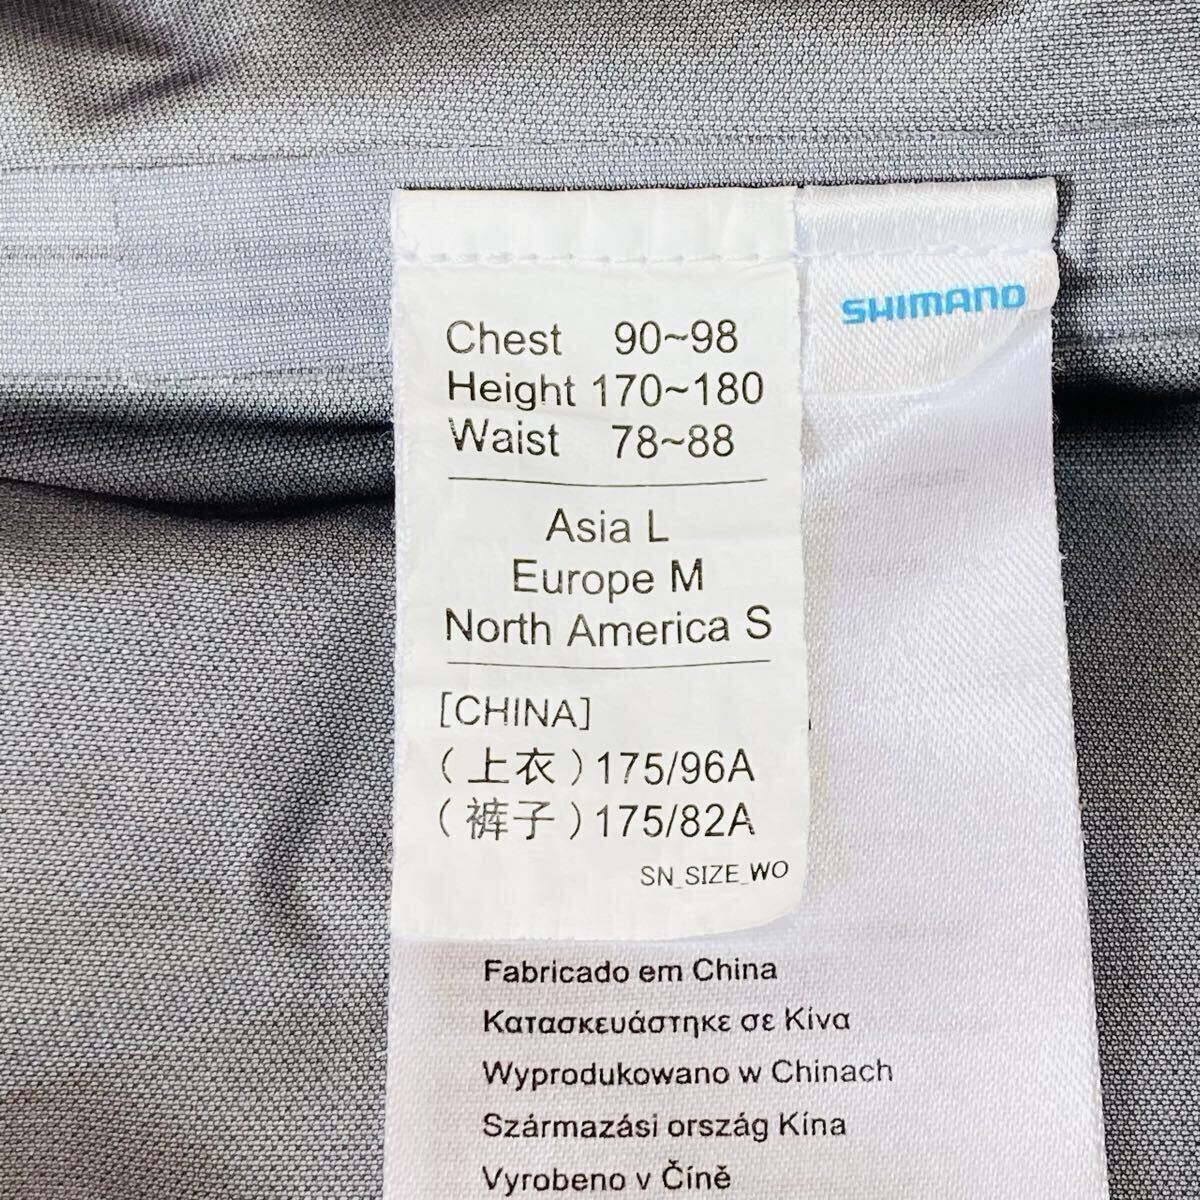 SHIMANO
Chest 90~98
Height 170~180
Waist 78~88
Asia L
Europe M
North America S
[CHINA]
(上衣)175/96A
(裤子)175/82A
SN_SIZE_WO
Fabricado em China
Κατασκευάστηκε σε Κίνα
Wyprodukowano w Chinach
Származási ország Kína
Vyrobeno v Číně